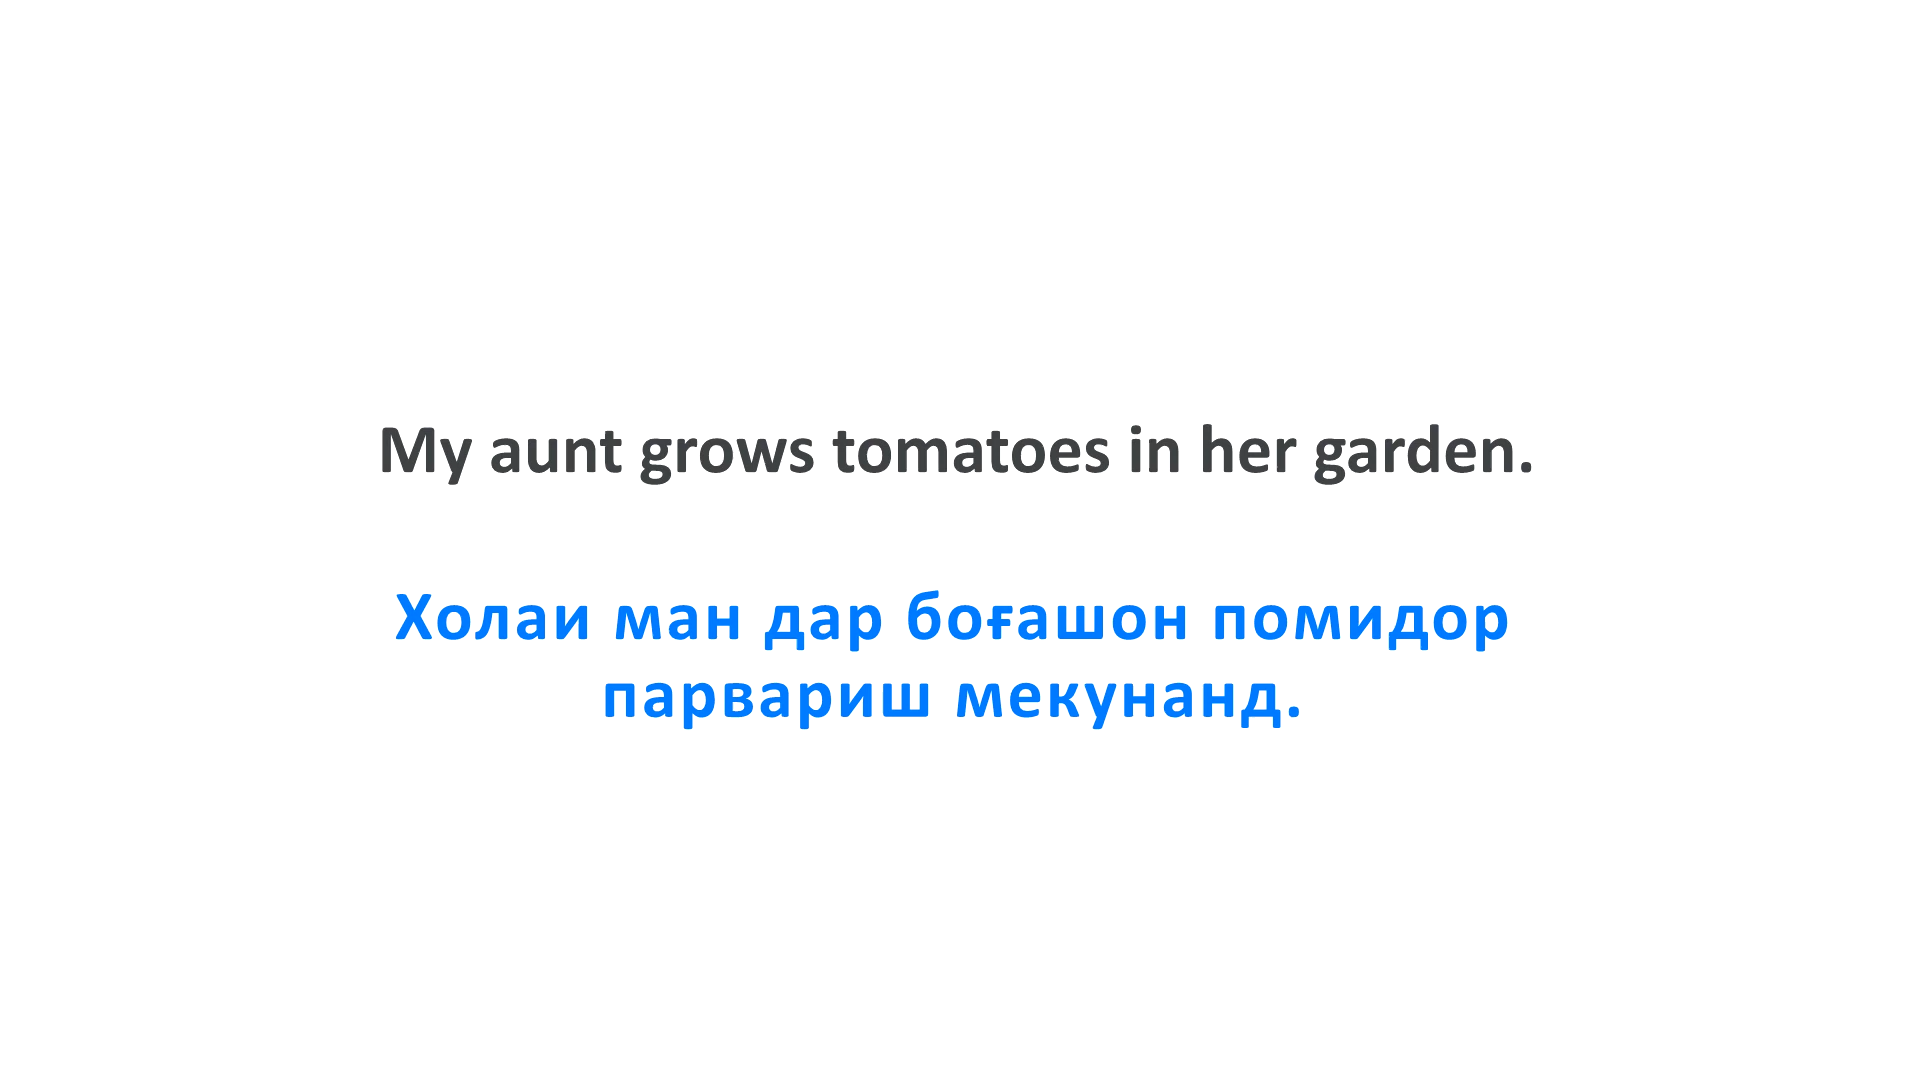 My aunt grows tomatoes in her garden.
Холаи ман дар боғашон помидор
парвариш мекунанд.